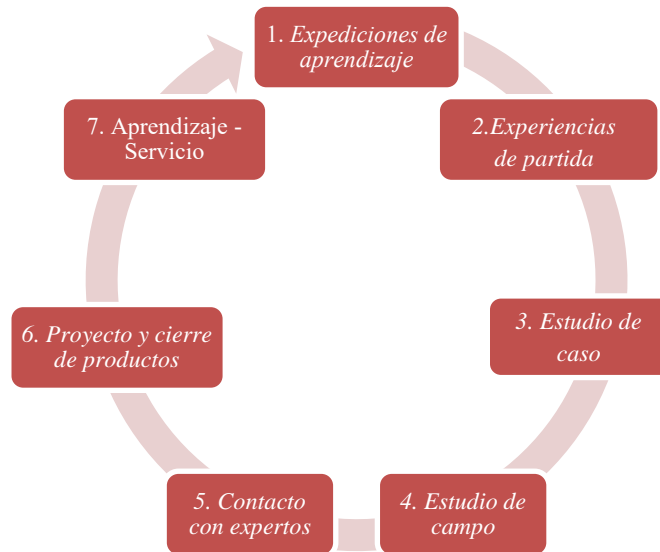 1. Expediciones de
aprendizaje
2.Experiencias
de partida
3. Estudio de
caso
4. Estudio de
campo
5. Contacto
con expertos
6. Proyecto y cierre
de productos
7. Aprendizaje -
Servicio